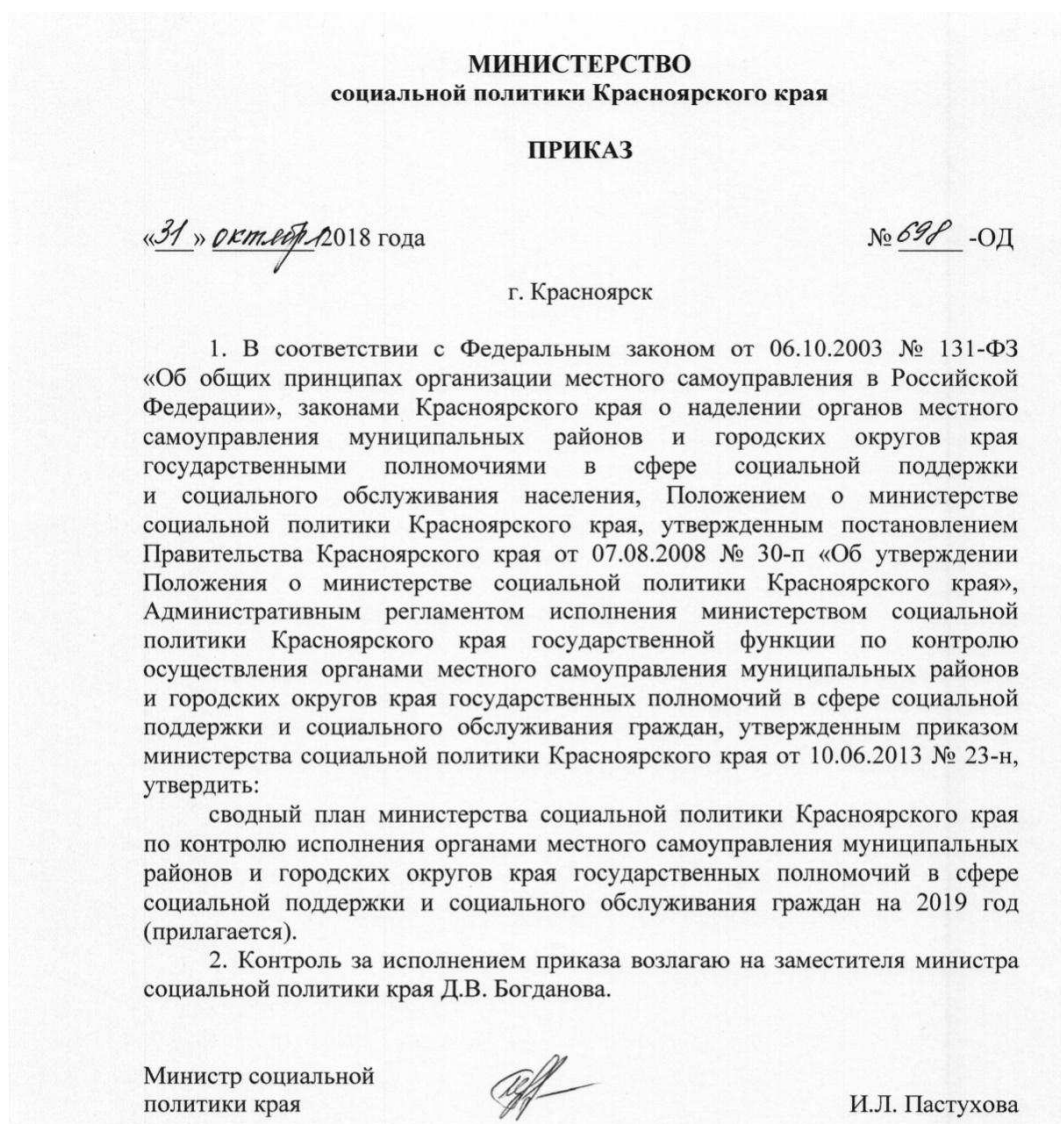 МИНИСТЕРСТВО
социальной политики Красноярского края
ПРИКАЗ
«31» октября 2018 года № 698 -ОД
г. Красноярск
1. В соответствии с Федеральным законом от 06.10.2003 № 131-ФЗ
«Об общих принципах организации местного самоуправления в Российской
Федерации», законами Красноярского края о наделении органов местного
самоуправления муниципальных районов и городских округов края
государственными полномочиями в сфере социальной поддержки
и социального обслуживания населения, Положением о министерстве
социальной политики Красноярского края, утвержденным постановлением
Правительства Красноярского края от 07.08.2008 № 30-п «Об утверждении
Положения о министерстве социальной политики Красноярского края»,
Административным регламентом исполнения министерством социальной
политики Красноярского края государственной функции по контролю
осуществления органами местного самоуправления муниципальных районов
и городских округов края государственных полномочий в сфере социальной
поддержки и социального обслуживания граждан, утвержденным приказом
министерства социальной политики Красноярского края от 10.06.2013 № 23-н,
утвердить:
сводный план министерства социальной политики Красноярского края
по контролю исполнения органами местного самоуправления муниципальных
районов и городских округов края государственных полномочий в сфере
социальной поддержки и социального обслуживания граждан на 2019 год
(прилагается).
2. Контроль за исполнением приказа возлагаю на заместителя министра
социальной политики края Д.В. Богданова.
Министр социальной
политики края И.Л. Пастухова